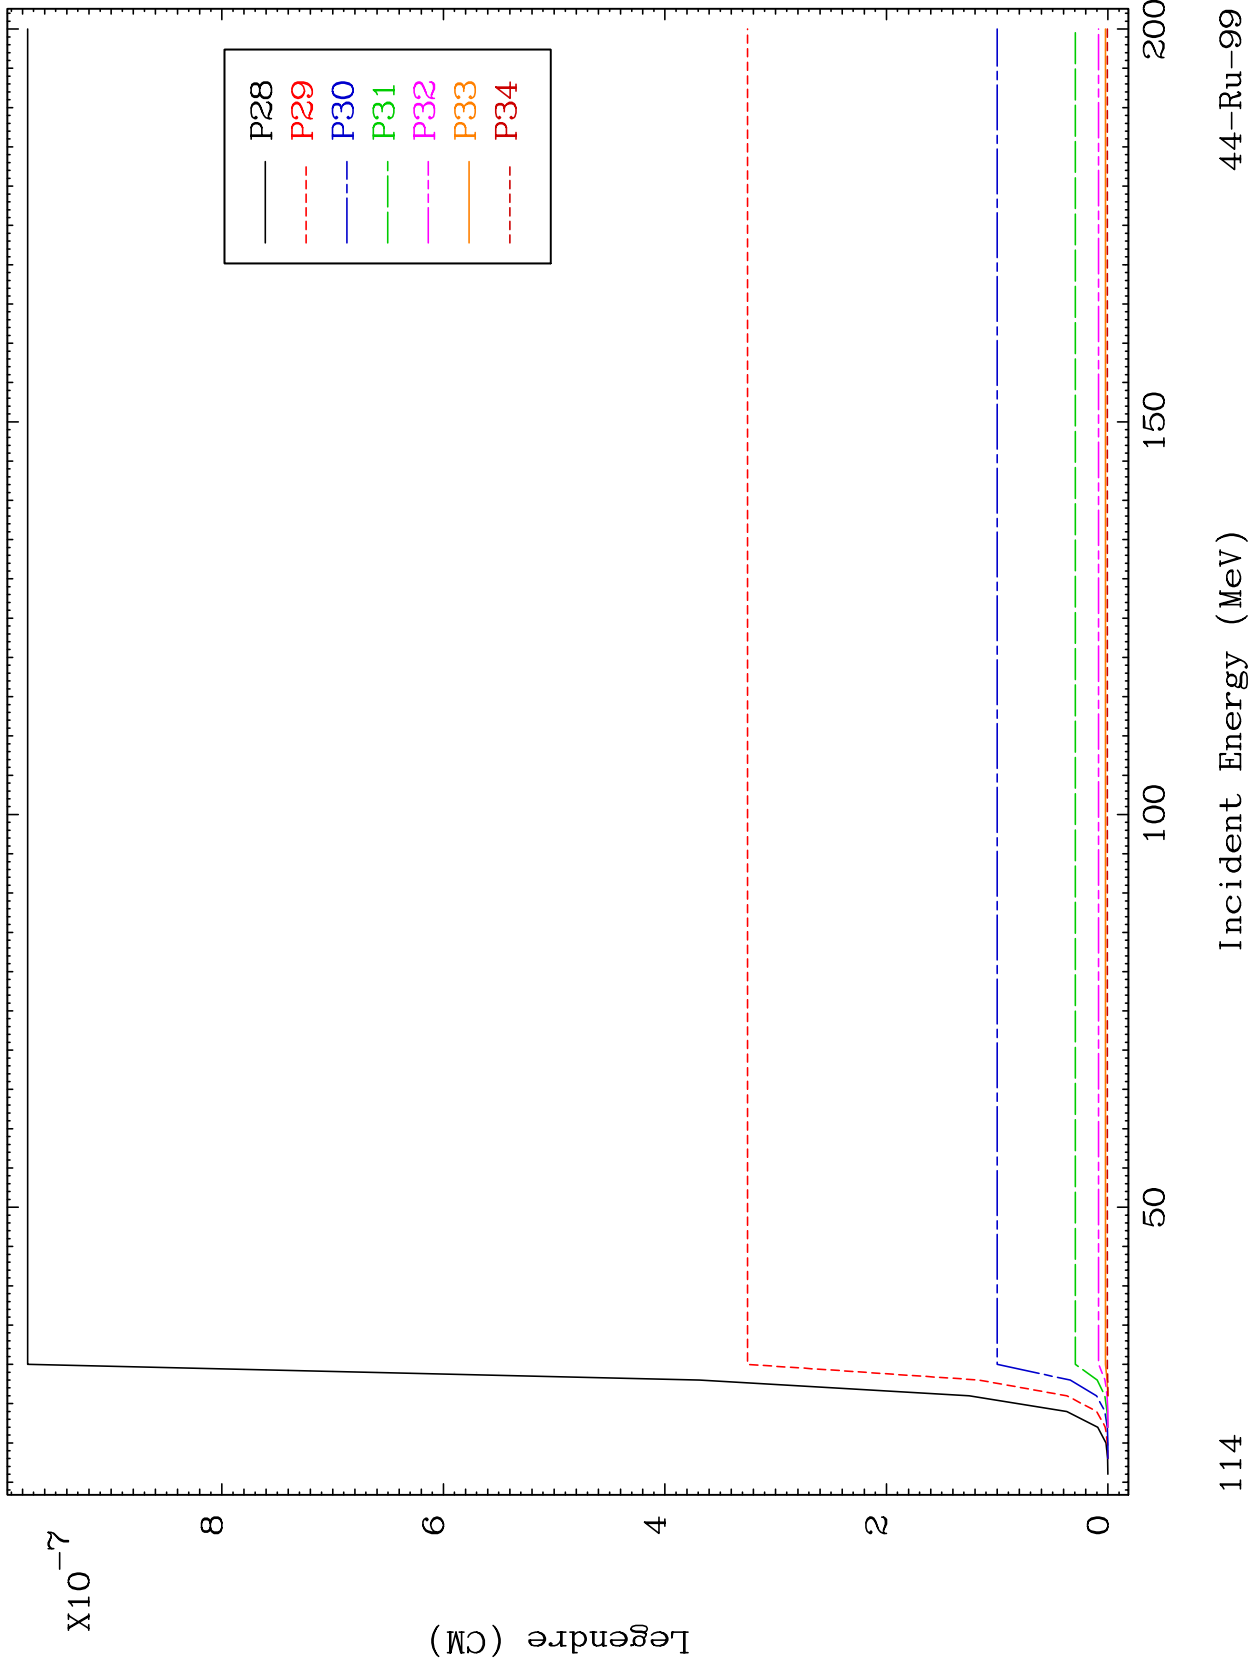 X10-7
8
6
4
2
0
Legendre (CM)
P28
P29
P30
P31
P32
P33
P34
50
100
150
200
Incident Energy (MeV)
114
44-Ru-99